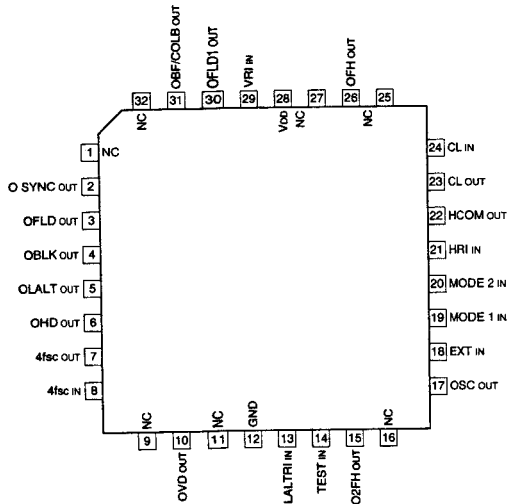 OBF/COLB OUT
OFLD1 OUT
VRI IN
OFH OUT
32 31 30 29 28 27 26 25
NC
VDD
NC
NC
1 NC
O SYNC OUT 2
OFLD OUT 3
OBLK OUT 4
OLALT OUT 5
OHD OUT 6
4fsc OUT 7
4fsc IN 8
24 CL IN
23 CL OUT
22 HCOM OUT
21 HRI IN
20 MODE 2 IN
19 MODE 1 IN
18 EXT IN
17 OSC OUT
NC
NC
GND
NC
9 10 11 12 13 14 15 16
OVD OUT
LALTRI IN
TEST IN
O2FH OUT